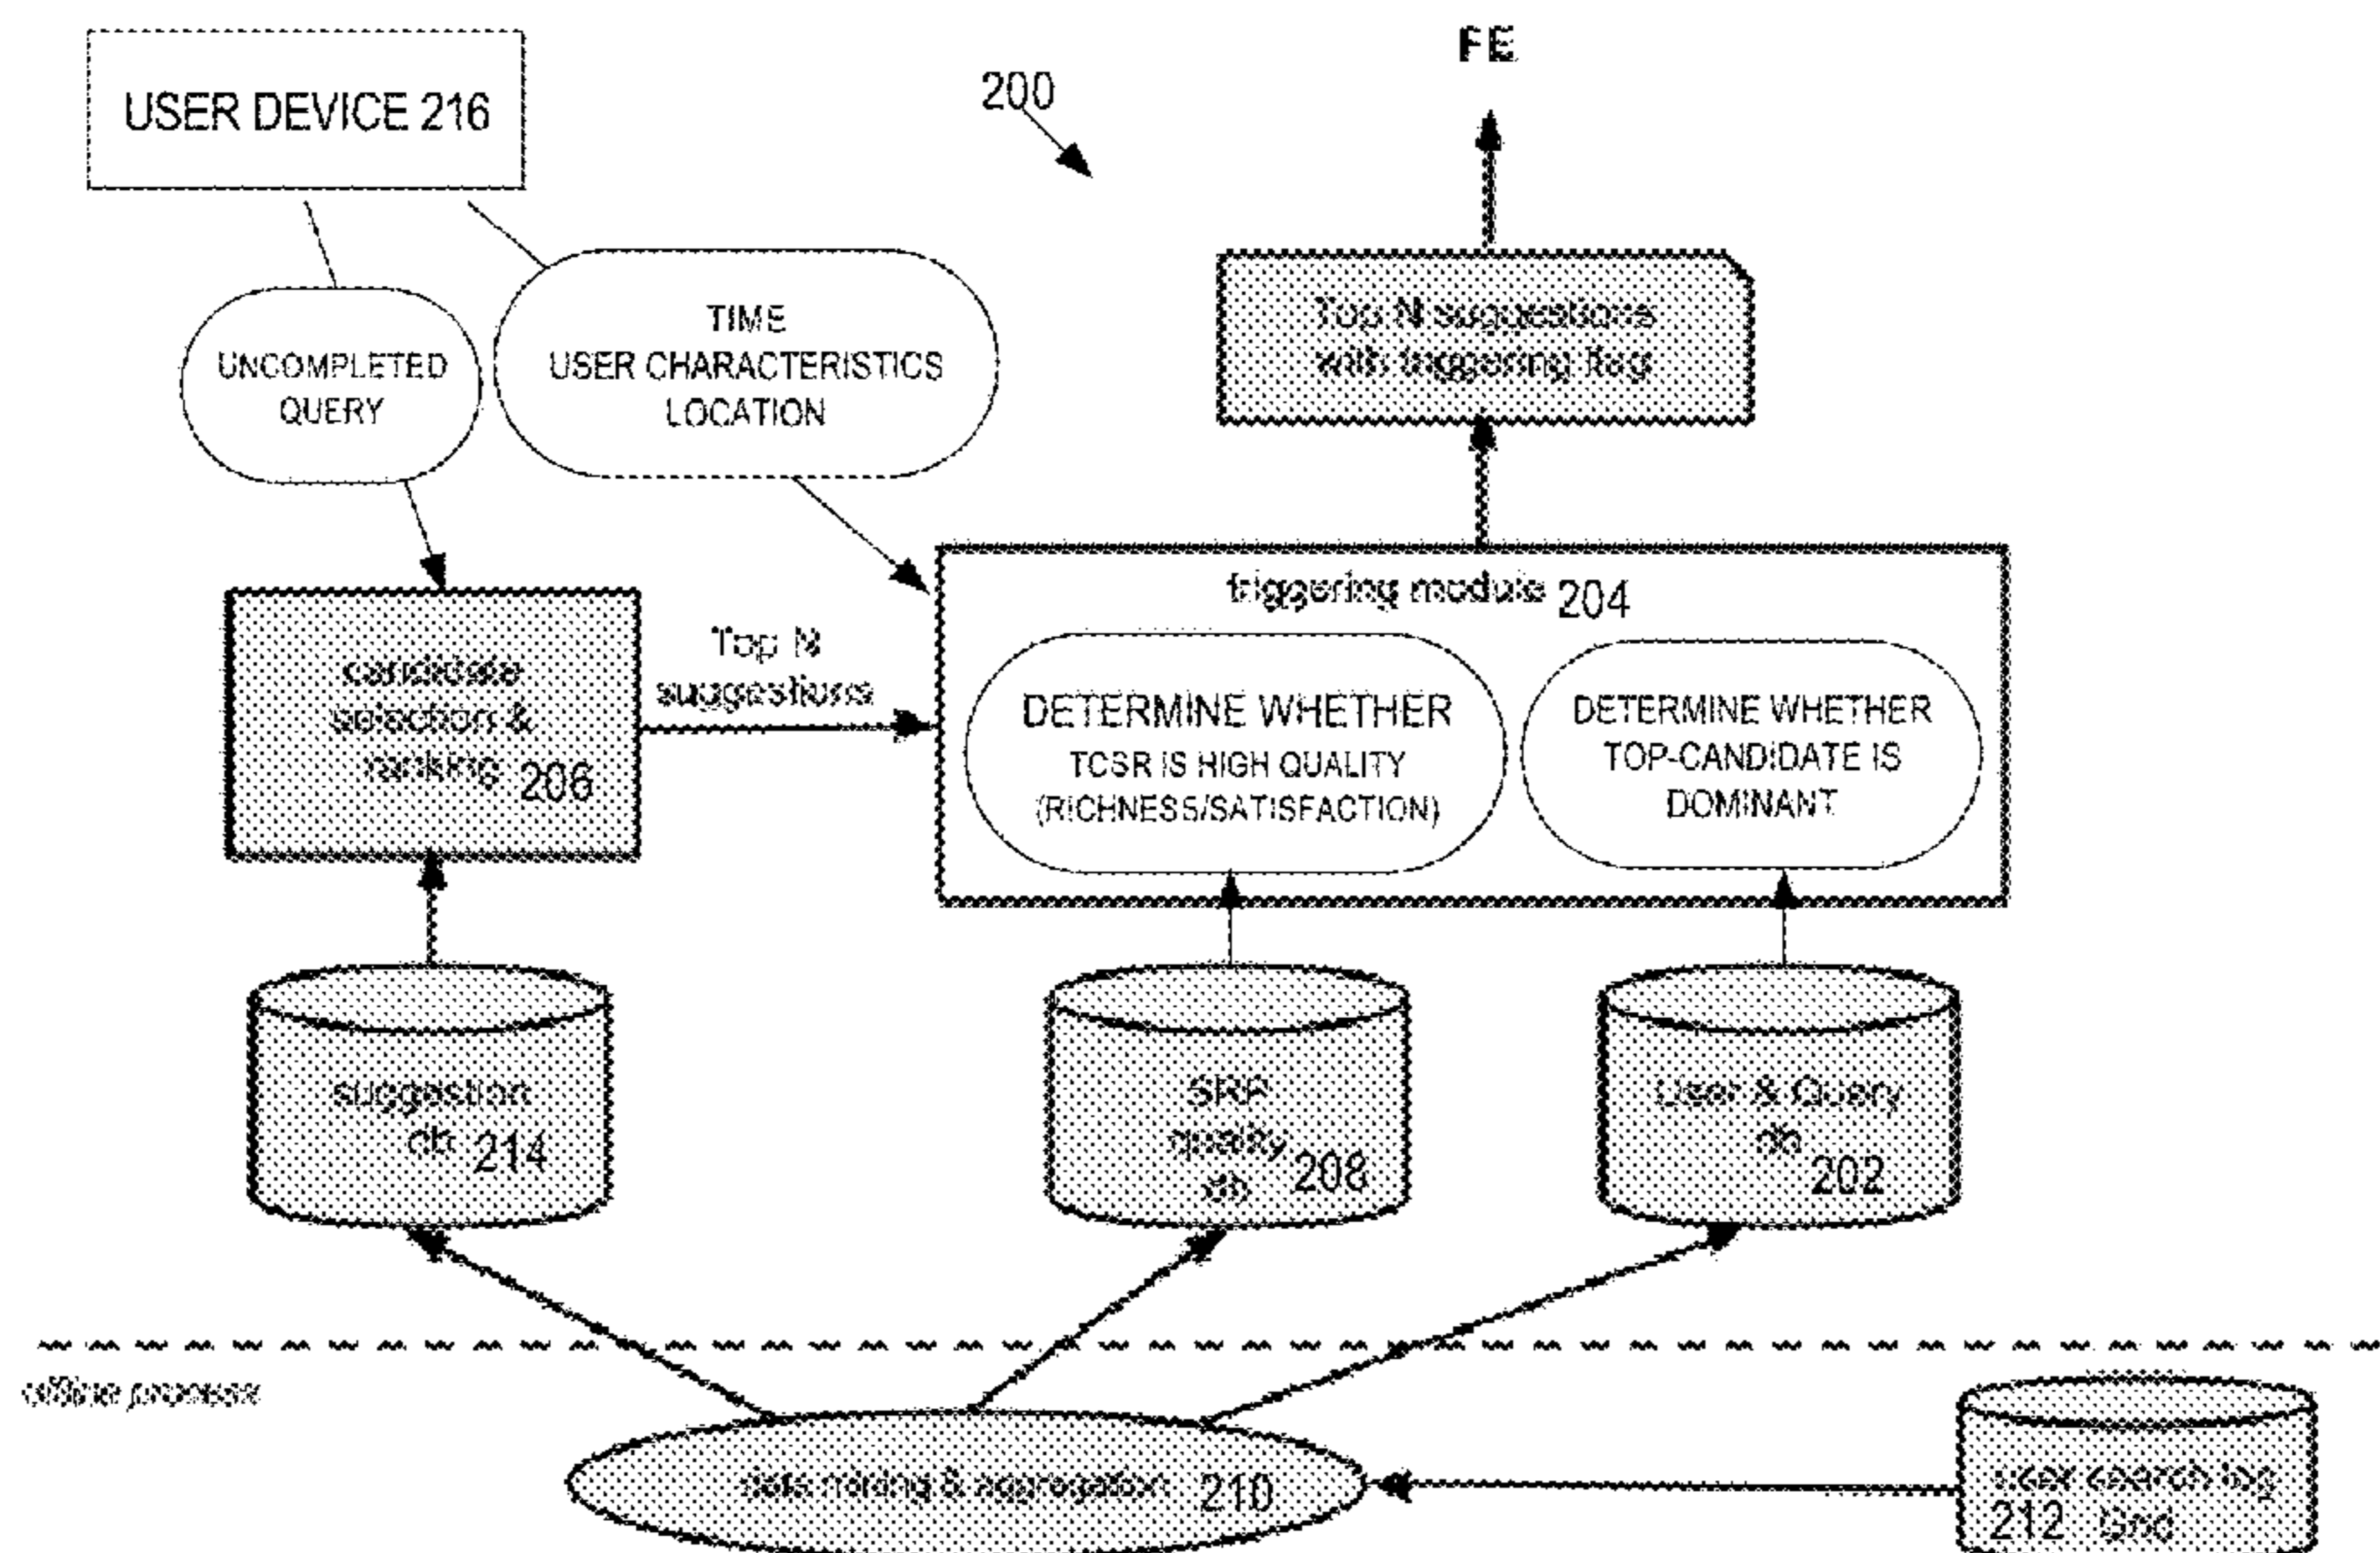 FE
200
USER DEVICE 216
TIME
USER CHARACTERISTICS
LOCATION
UNCOMPLETED
QUERY
Top N suggestions
with triggering flag
triggering module 204
candidate
selection &
ranking 206
Top N
suggestions
DETERMINE WHETHER
TCSR IS HIGH QUALITY
(RICHNESS/SATISFACTION)
DETERMINE WHETHER
TOP-CANDIDATE IS
DOMINANT
suggestion
db 214
SRP
quality
db 208
User & Query
db
202
offline process
data mining & aggregation 210
user search log
212 Grid